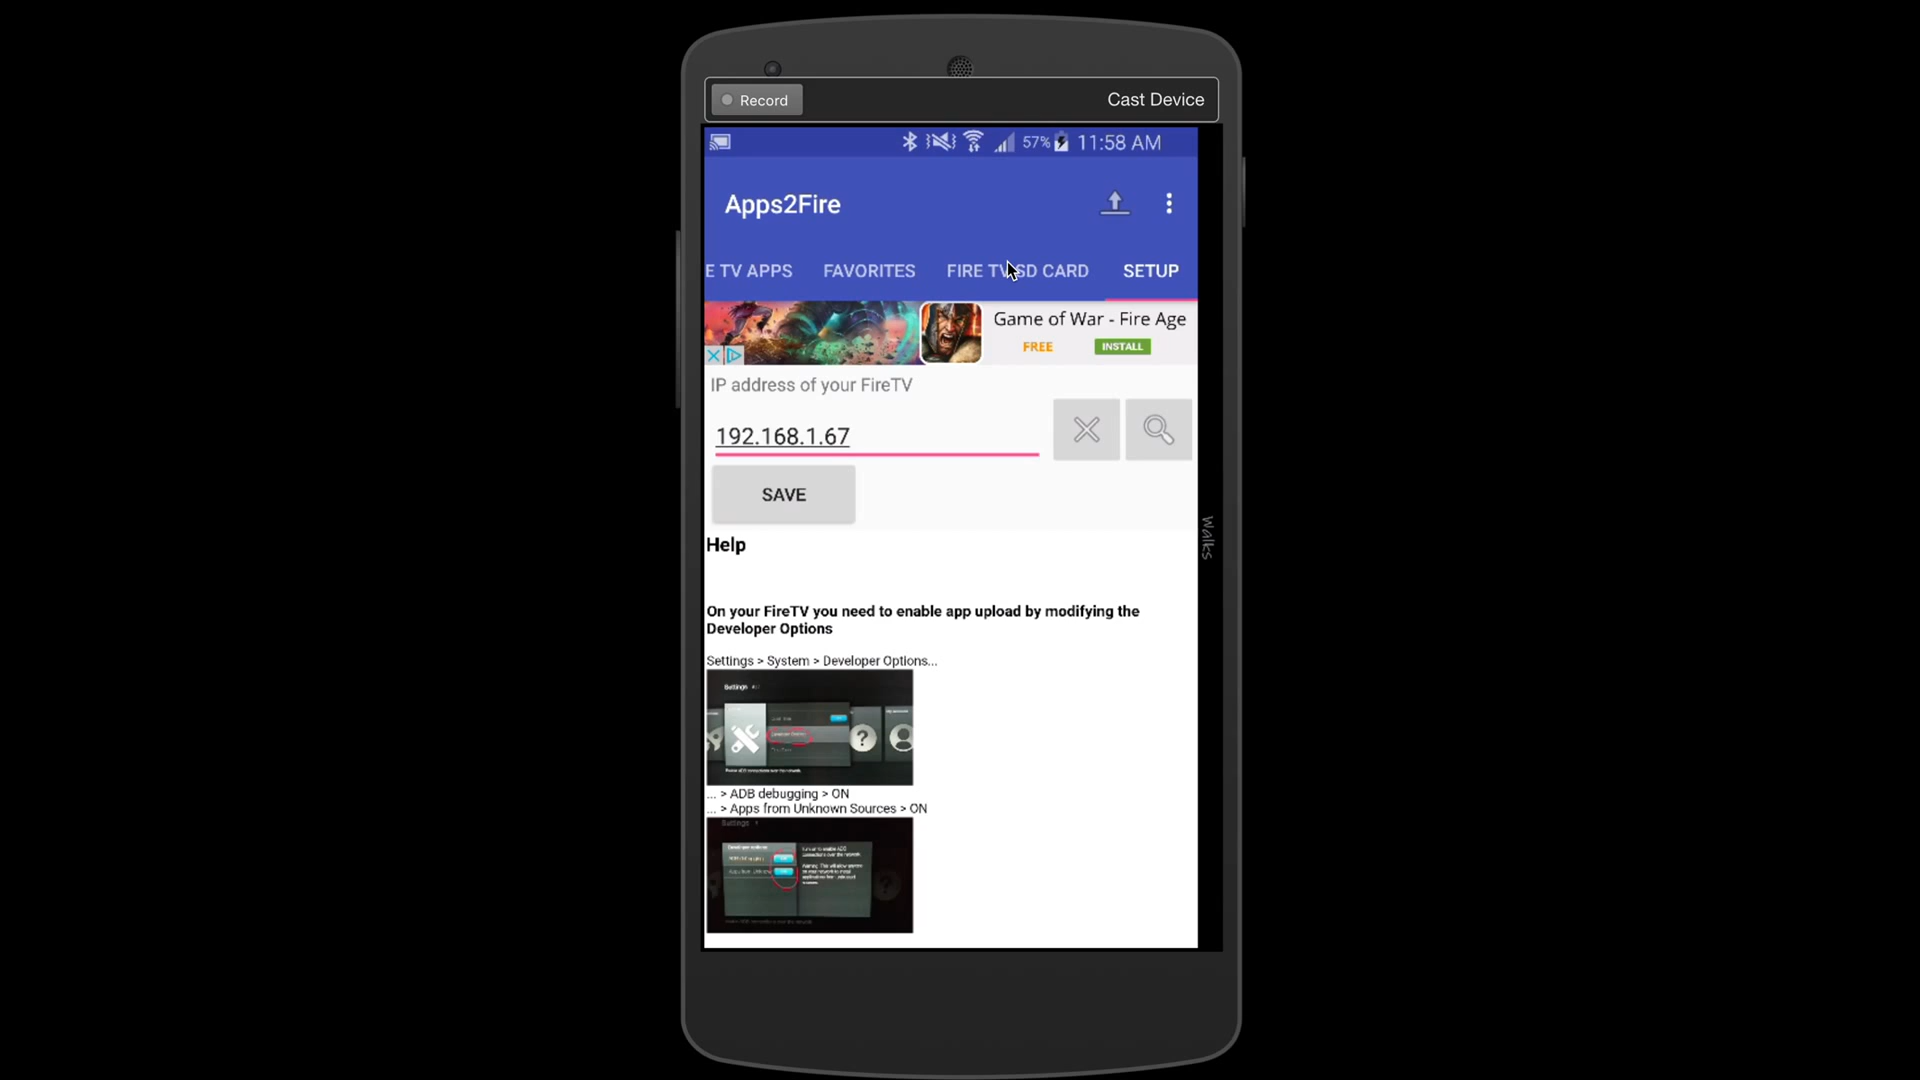 Record
Cast Device
57% 11:58 AM
Apps2Fire
E TV APPS FAVORITES FIRE TV SD CARD SETUP
Game of War - Fire Age
FREE INSTALL
IP address of your FireTV
192.168.1.67
SAVE
Walks
Help
On your FireTV you need to enable app upload by modifying the
Developer Options
Settings > System > Developer Options...
Settings
?
... > ADB debugging > ON
... > Apps from Unknown Sources > ON
Settings